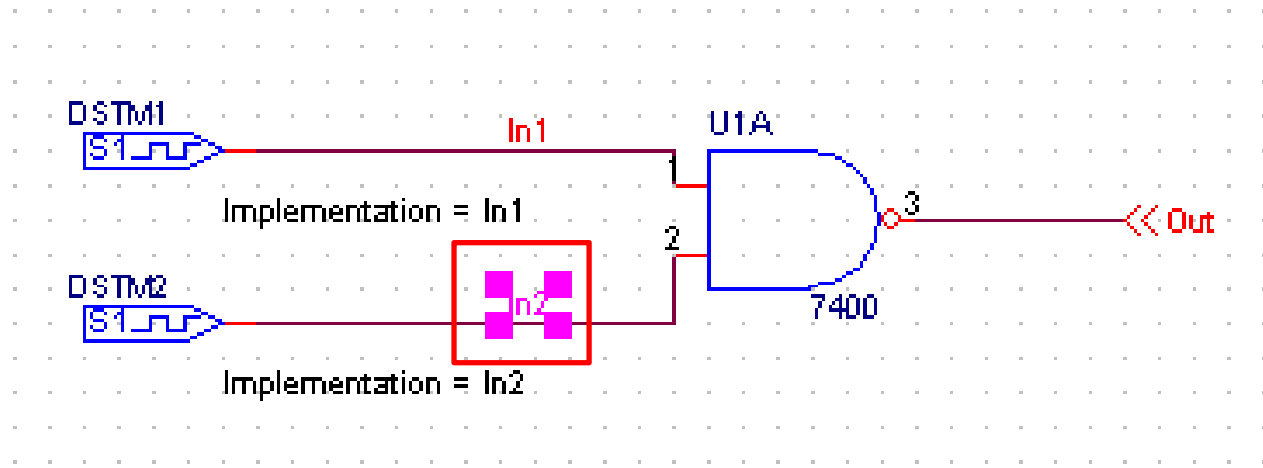 DSTM1
S1
In1
U1A
1
Implementation = In1
2
3
Out
DSTM2
S1
In2
7400
Implementation = In2